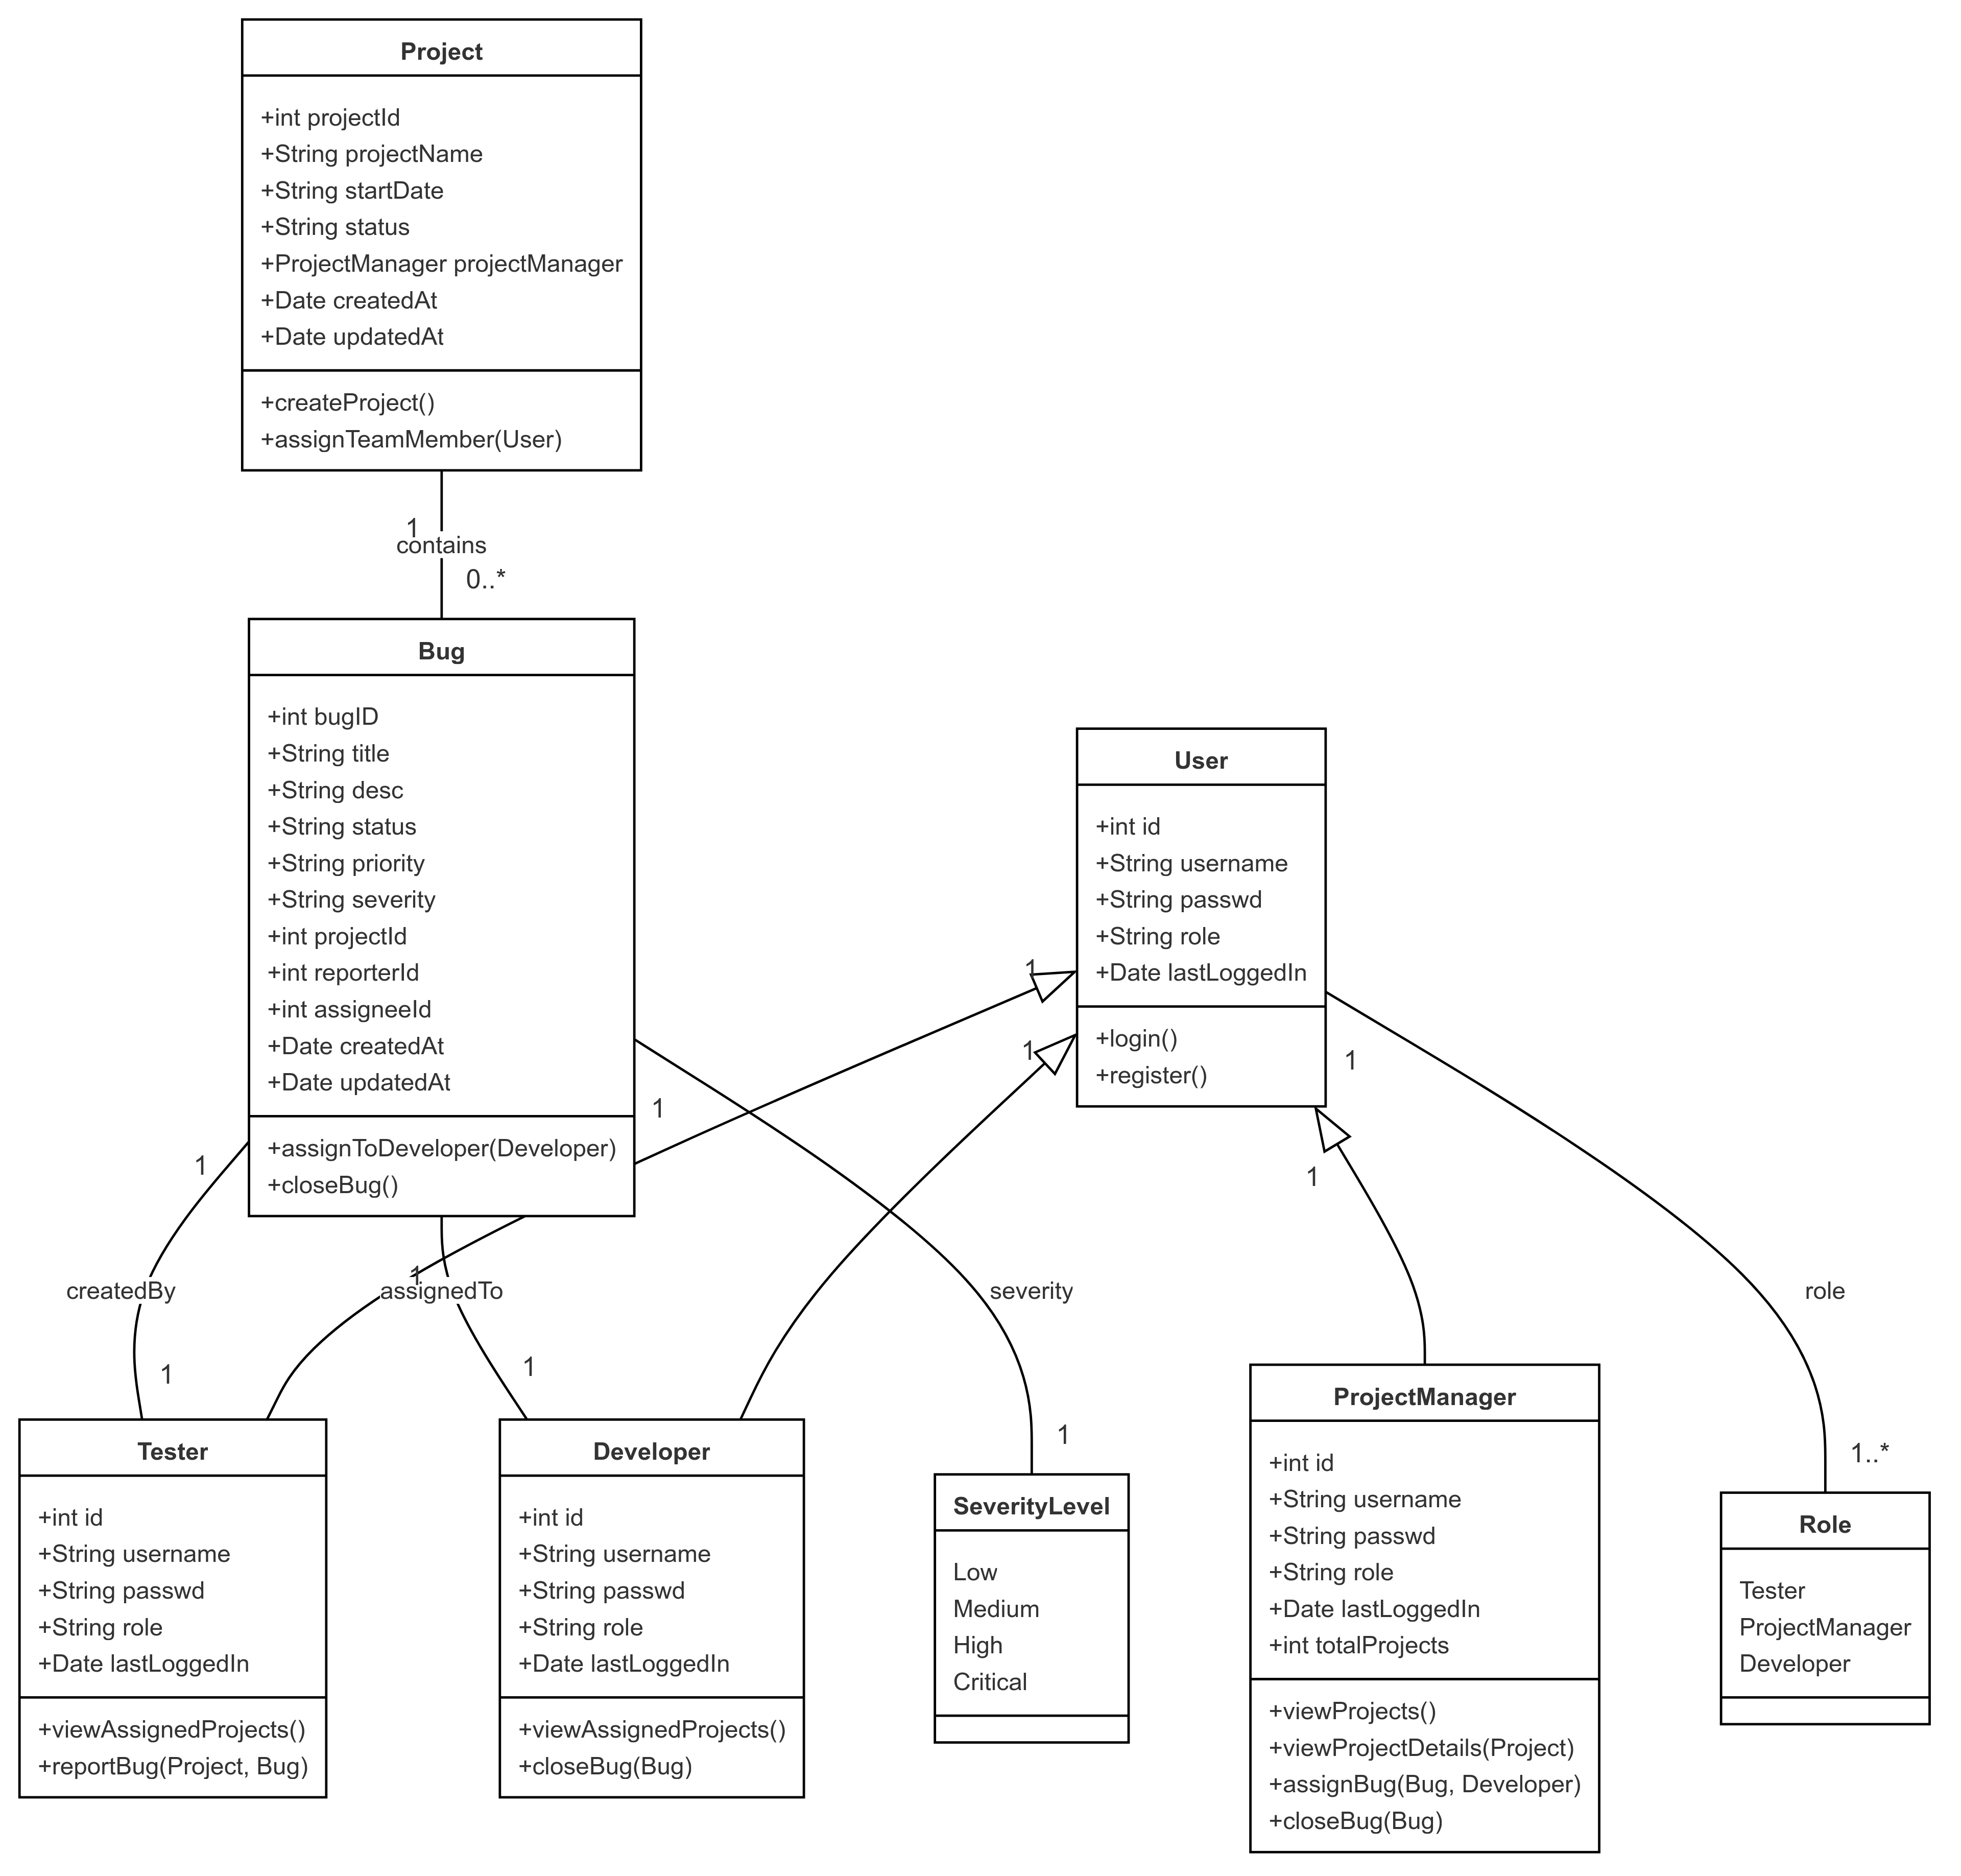 Project
+int projectId
+String projectName
+String startDate
+String status
+ProjectManager projectManager
+Date createdAt
+Date updatedAt
+createProject()
+assignTeamMember(User)
1
contains
0..*
Bug
+int bugID
+String title
+String desc
+String status
+String priority
+String severity
+int projectId
+int reporterId
+int assigneeId
+Date createdAt
+Date updatedAt
+assignToDeveloper(Developer)
+closeBug()
User
+int id
+String username
+String passwd
+String role
+Date lastLoggedIn
+login()
+register()
1
1
1
1
1
1
1
createdBy
assignedTo
severity
role
1
1
1
1..*
Tester
+int id
+String username
+String passwd
+String role
+Date lastLoggedIn
+viewAssignedProjects()
+reportBug(Project, Bug)
Developer
+int id
+String username
+String passwd
+String role
+Date lastLoggedIn
+viewAssignedProjects()
+closeBug(Bug)
SeverityLevel
Low
Medium
High
Critical
ProjectManager
+int id
+String username
+String passwd
+String role
+Date lastLoggedIn
+int totalProjects
+viewProjects()
+viewProjectDetails(Project)
+assignBug(Bug, Developer)
+closeBug(Bug)
Role
Tester
ProjectManager
Developer